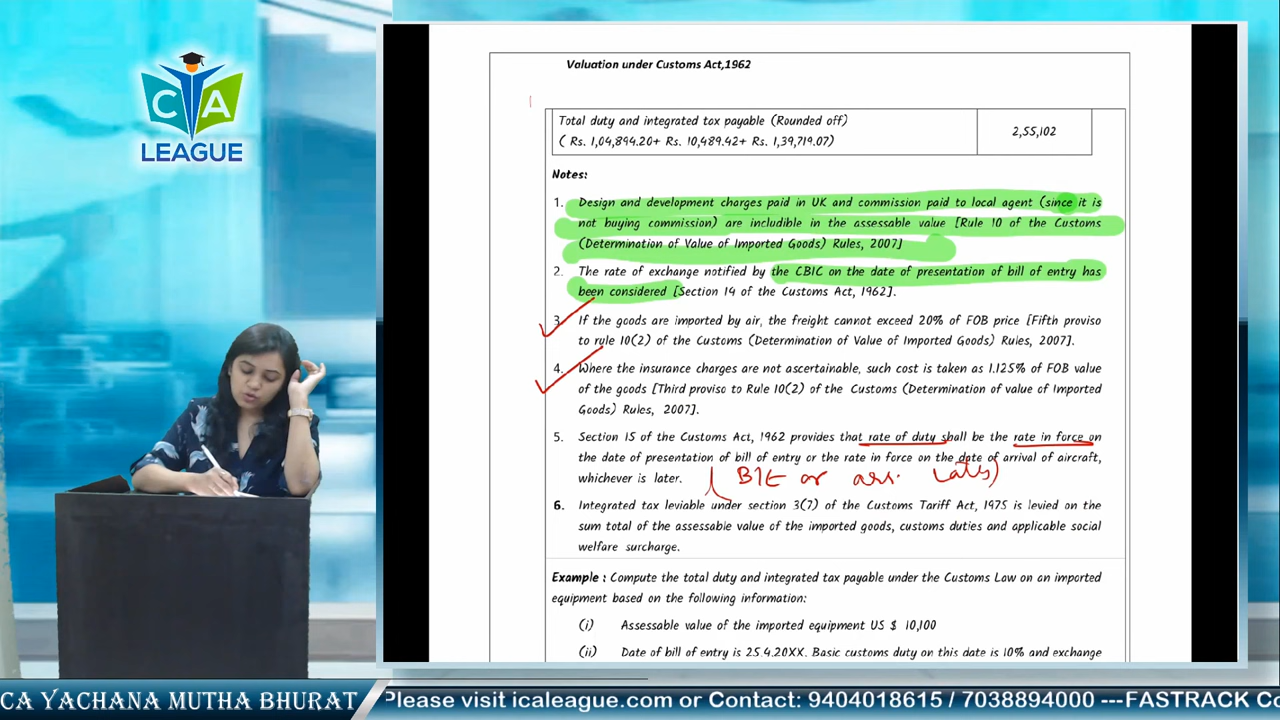 CA
LEAGUE
Valuation under Customs Act,1962
Total duty and integrated tax payable (Rounded off)
( Rs. 1,04,894.20+ Rs. 10,489.42+ Rs. 1,39,719.07)
2,55,102
Notes:
1. Design and development charges paid in UK and commission paid to local agent (since it is
not buying commission) are includible in the assessable value [Rule 10 of the Customs
(Determination of Value of Imported Goods) Rules, 2007]
2. The rate of exchange notified by the CBIC on the date of presentation of bill of entry has
been considered [Section 14 of the Customs Act, 1962].
3. If the goods are imported by air, the freight cannot exceed 20% of FOB price [Fifth proviso
to rule 10(2) of the Customs (Determination of Value of Imported Goods) Rules, 2007].
4. Where the insurance charges are not ascertainable, such cost is taken as 1.125% of FOB value
of the goods [Third proviso to Rule 10(2) of the Customs (Determination of value of Imported
Goods) Rules, 2007].
5. Section 15 of the Customs Act, 1962 provides that rate of duty shall be the rate in force on
the date of presentation of bill of entry or the rate in force on the date of arrival of aircraft,
whichever is later.
(B/E or arr. later)
6. Integrated tax leviable under section 3(7) of the Customs Tariff Act, 1975 is levied on the
sum total of the assessable value of the imported goods, customs duties and applicable social
welfare surcharge.
Example : Compute the total duty and integrated tax payable under the Customs Law on an imported
equipment based on the following information:
(i) Assessable value of the imported equipment US $ 10,100
(ii) Date of bill of entry is 25.4.20XX. Basic customs duty on this date is 10% and exchange
CA YACHANA MUTHA BHURAT
Please visit icaleague.com or Contact: 9404018615 / 7038894000 ---FASTRACK Co